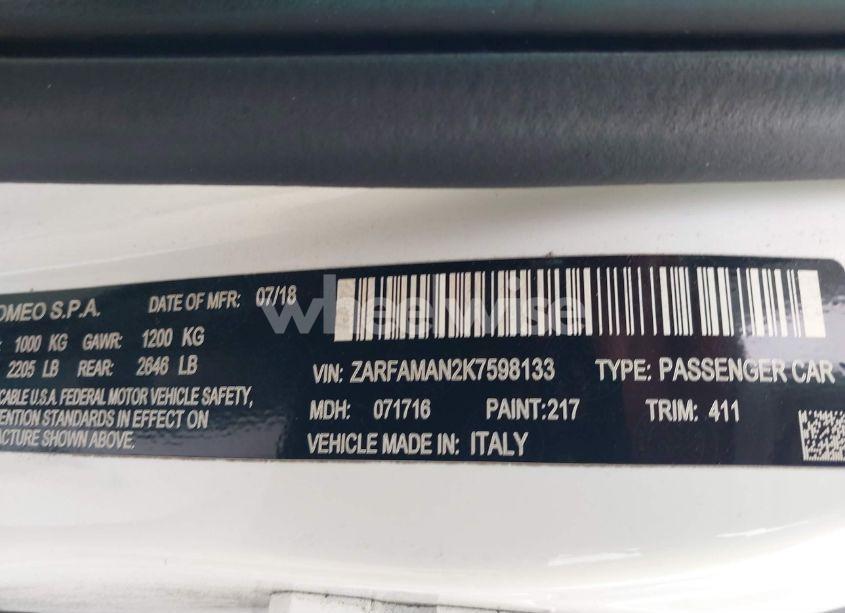 OMEO S.P.A. DATE OF MFR: 07/18
1000 KG GAWR: 1200 KG
2205 LB REAR: 2646 LB
CABLE U.S.A. FEDERAL MOTOR VEHICLE SAFETY,
ENTION STANDARDS IN EFFECT ON
ACTURE SHOWN ABOVE.
wheelwise
VIN: ZARFAMAN2K7598133 TYPE: PASSENGER CAR
MDH: 071716 PAINT:217 TRIM: 411
VEHICLE MADE IN: ITALY